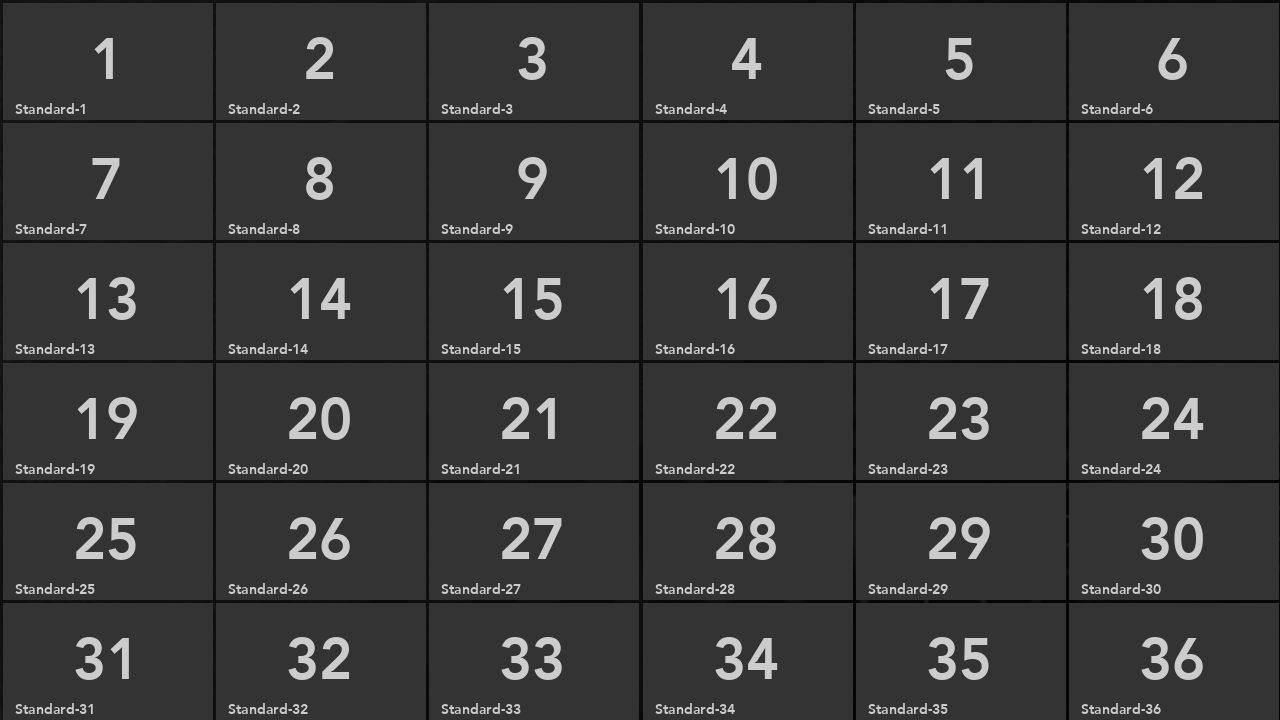 1 2 3 4 5 6
Standard-1 Standard-2 Standard-3 Standard-4 Standard-5 Standard-6
7 8 9 10 11 12
Standard-7 Standard-8 Standard-9 Standard-10 Standard-11 Standard-12
13 14 15 16 17 18
Standard-13 Standard-14 Standard-15 Standard-16 Standard-17 Standard-18
19 20 21 22 23 24
Standard-19 Standard-20 Standard-21 Standard-22 Standard-23 Standard-24
25 26 27 28 29 30
Standard-25 Standard-26 Standard-27 Standard-28 Standard-29 Standard-30
31 32 33 34 35 36
Standard-31 Standard-32 Standard-33 Standard-34 Standard-35 Standard-36